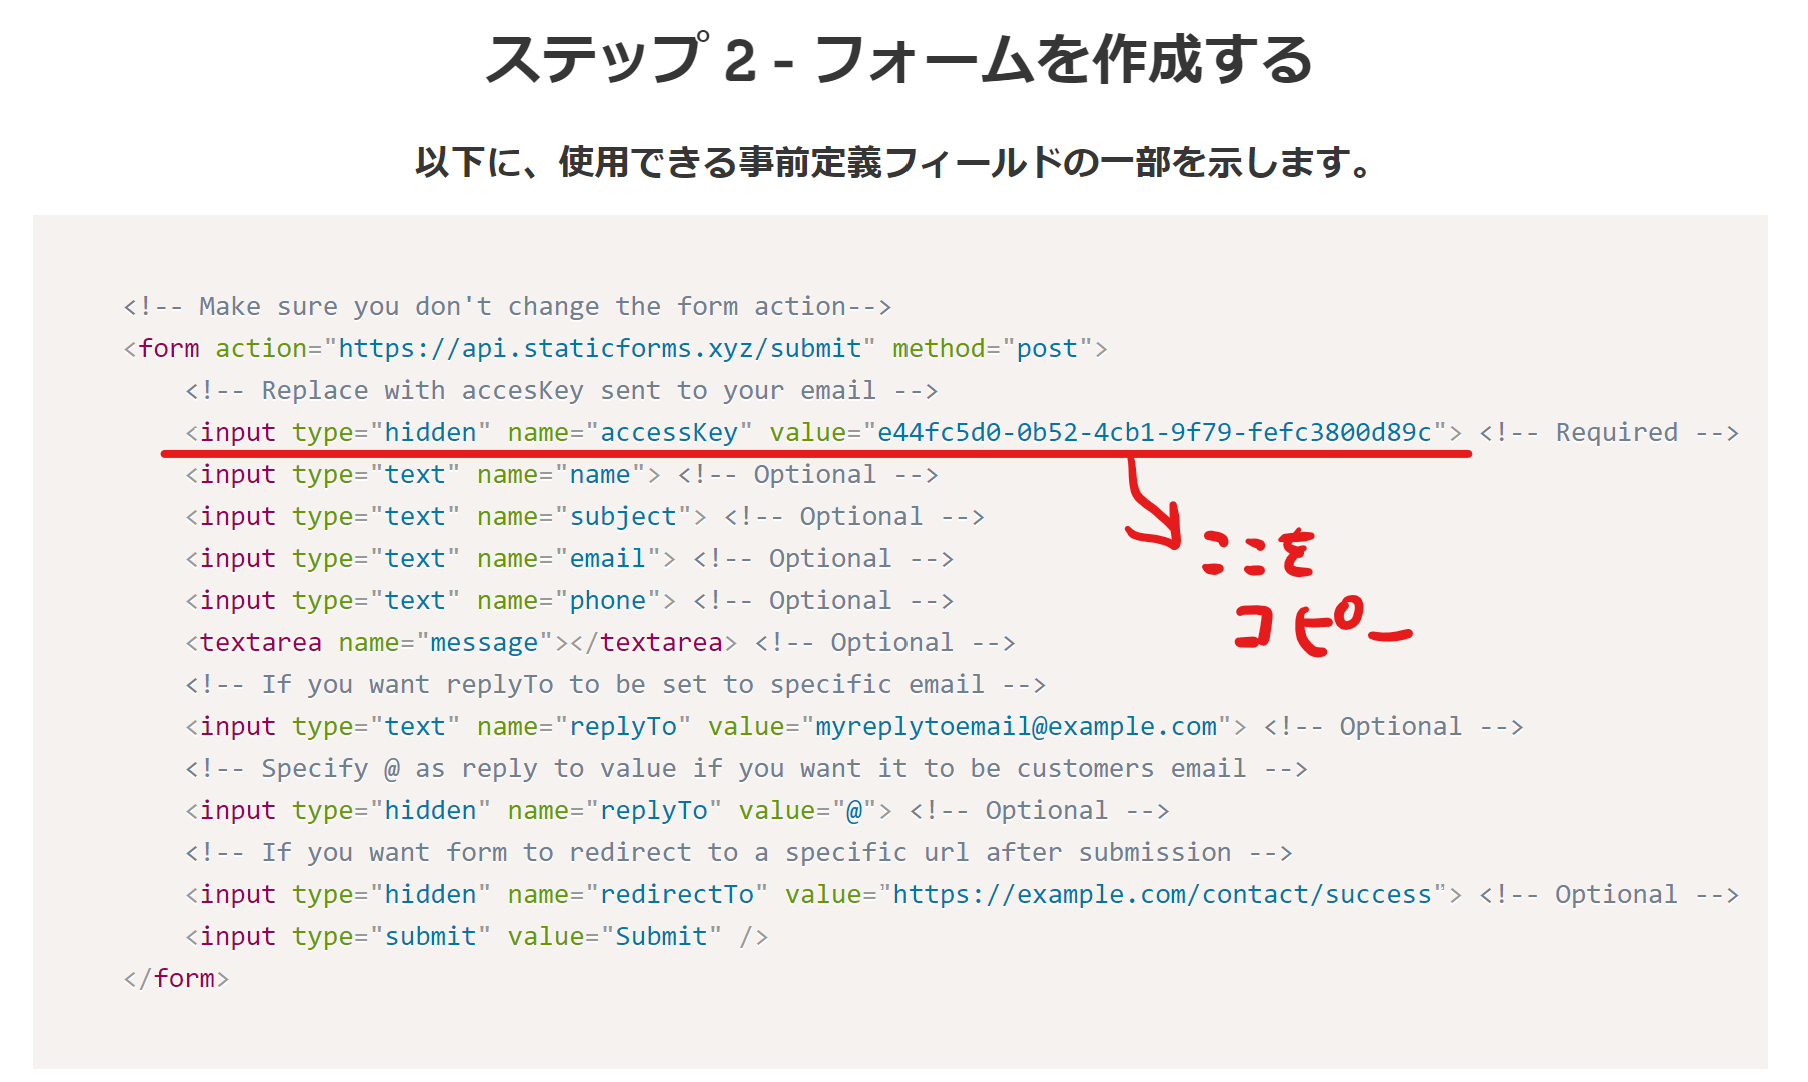 ステップ 2 - フォームを作成する
以下に、使用できる事前定義フィールドの一部を示します。
<!-- Make sure you don't change the form action-->
<form action="https://api.staticforms.xyz/submit" method="post">
<!-- Replace with accesKey sent to your email -->
<input type="hidden" name="accessKey" value="e44fc5d0-0b52-4cb1-9f79-fefc3800d89c"> <!-- Required -->
<input type="text" name="name"> <!-- Optional -->
<input type="text" name="subject"> <!-- Optional -->
<input type="text" name="email"> <!-- Optional -->
<input type="text" name="phone"> <!-- Optional -->
<textarea name="message"></textarea> <!-- Optional -->
ここを
コピー
<!-- If you want replyTo to be set to specific email -->
<input type="text" name="replyTo" value="myreplytoemail@example.com"> <!-- Optional -->
<!-- Specify @ as reply to value if you want it to be customers email -->
<input type="hidden" name="replyTo" value="@"> <!-- Optional -->
<!-- If you want form to redirect to a specific url after submission -->
<input type="hidden" name="redirectTo" value="https://example.com/contact/success"> <!-- Optional -->
<input type="submit" value="Submit" />
</form>